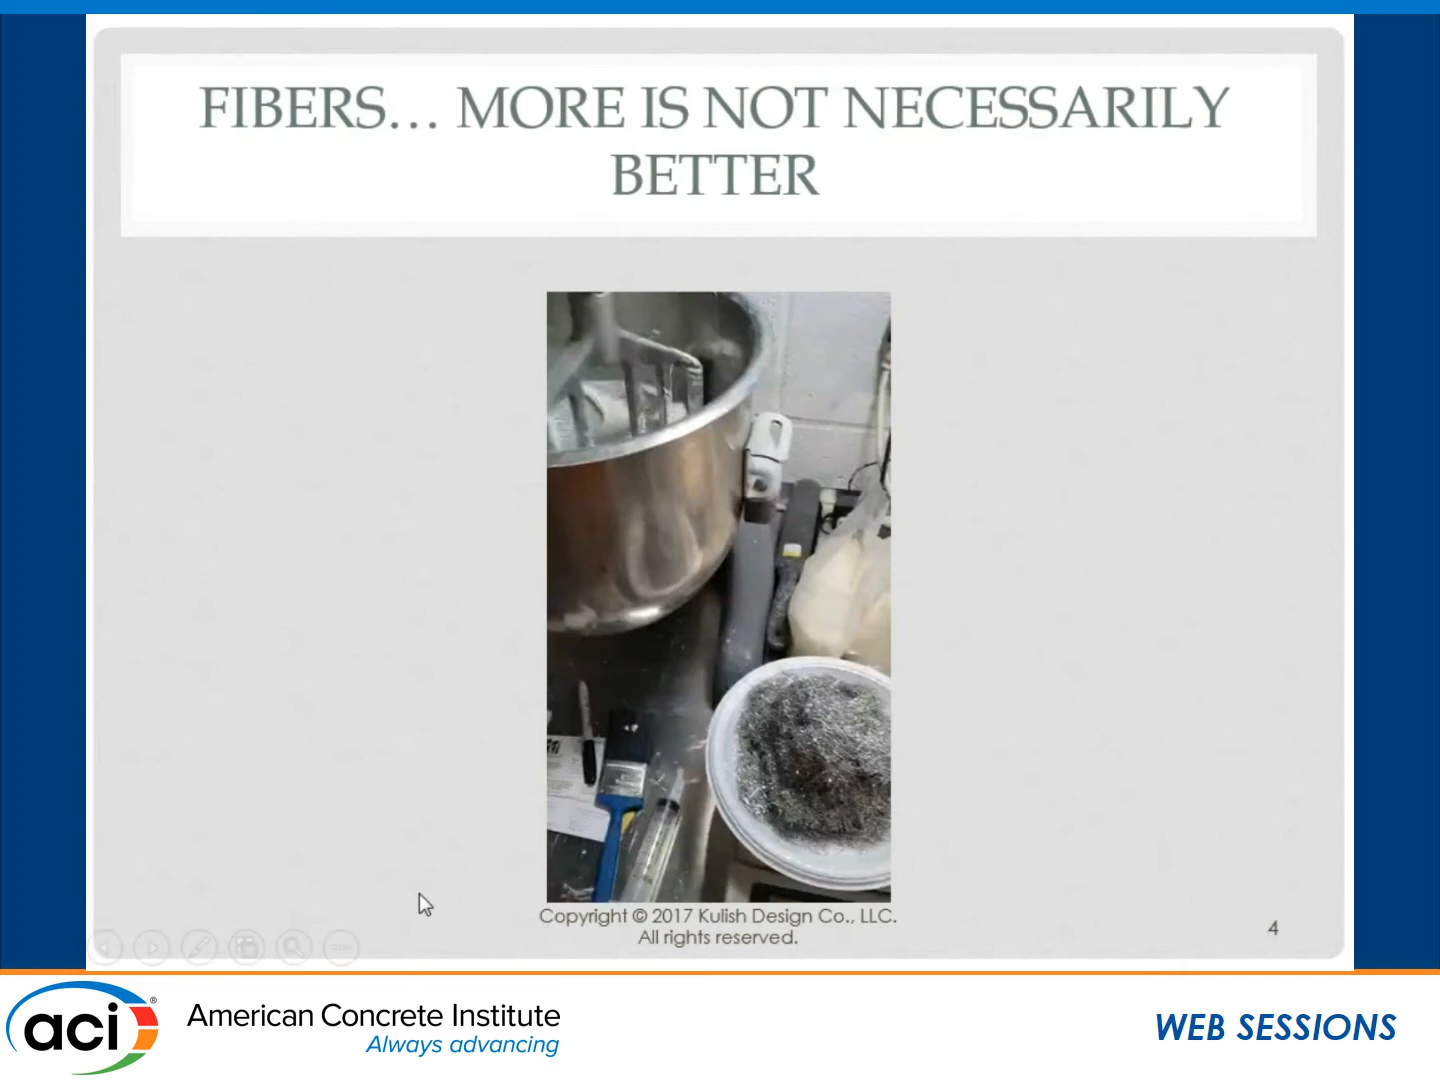 FIBERS... MORE IS NOT NECESSARILY
BETTER
Copyright © 2017 Kulish Design Co., LLC.
All rights reserved.
4
aci®
American Concrete Institute
Always advancing
WEB SESSIONS